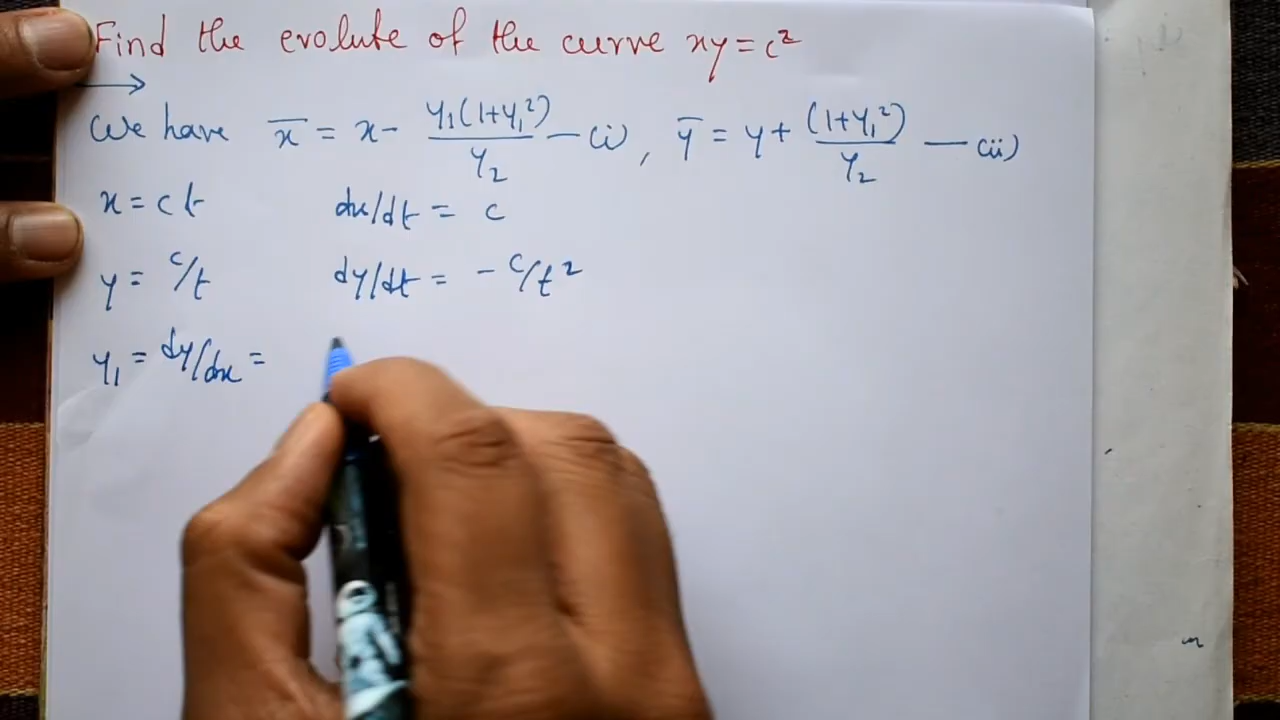 Find the evolute of the curve xy = c²
→
We have x̅ = x - y₁(1+y₁²)/y₂ — (i), y̅ = y + (1+y₁²)/y₂ — (ii)
x = ct dx/dt = c
y = c/t dy/dt = - c/t²
y₁ = dy/dx =